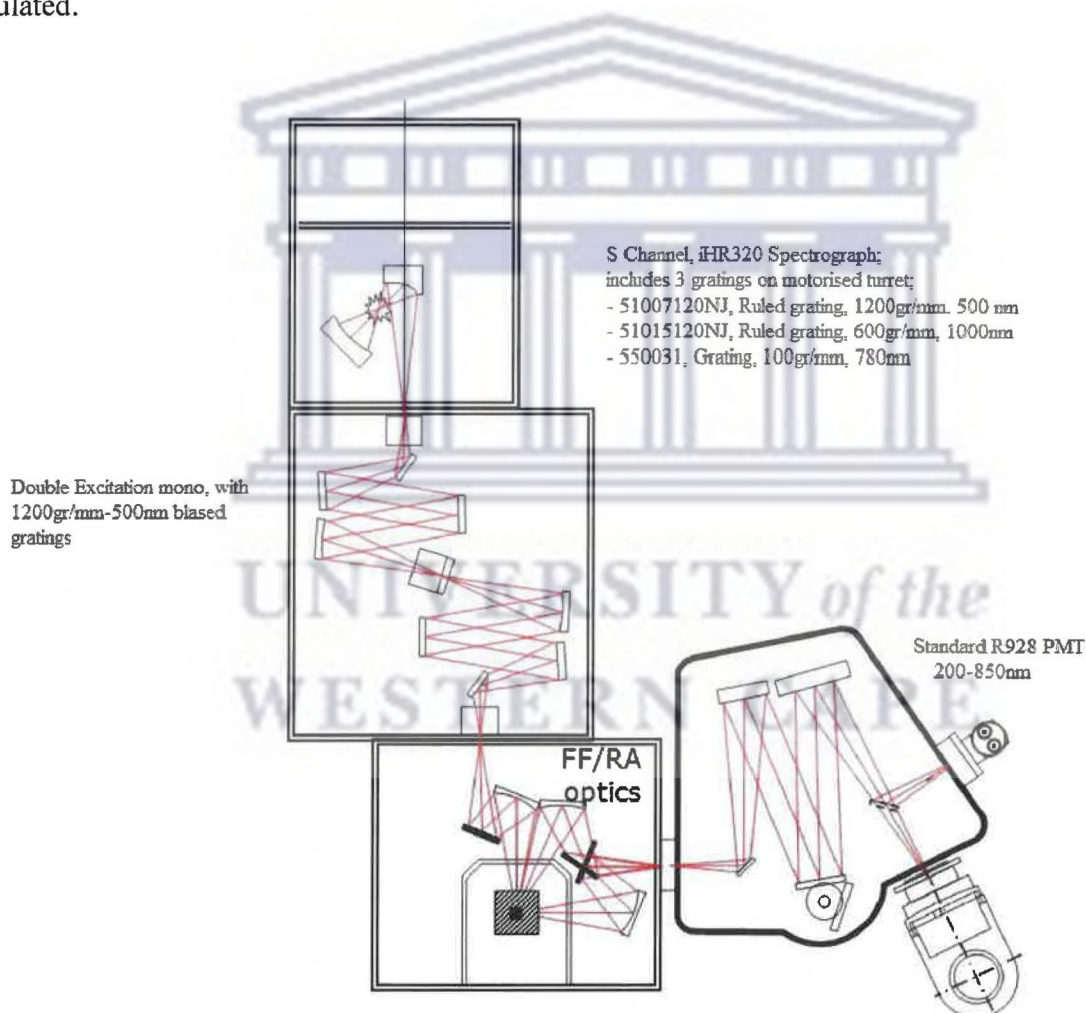 ulated.
S Channel, iHR320 Spectrograph;
includes 3 gratings on motorised turret;
- 51007120NJ, Ruled grating, 1200gr/mm. 500 nm
- 51015120NJ, Ruled grating, 600gr/mm, 1000nm
- 550031, Grating, 100gr/mm, 780nm
Double Excitation mono, with
1200gr/mm-500nm blased
gratings
UNIVERSITY of the
WESTERN CAPE
Standard R928 PMT
200-850nm
FF/RA
optics